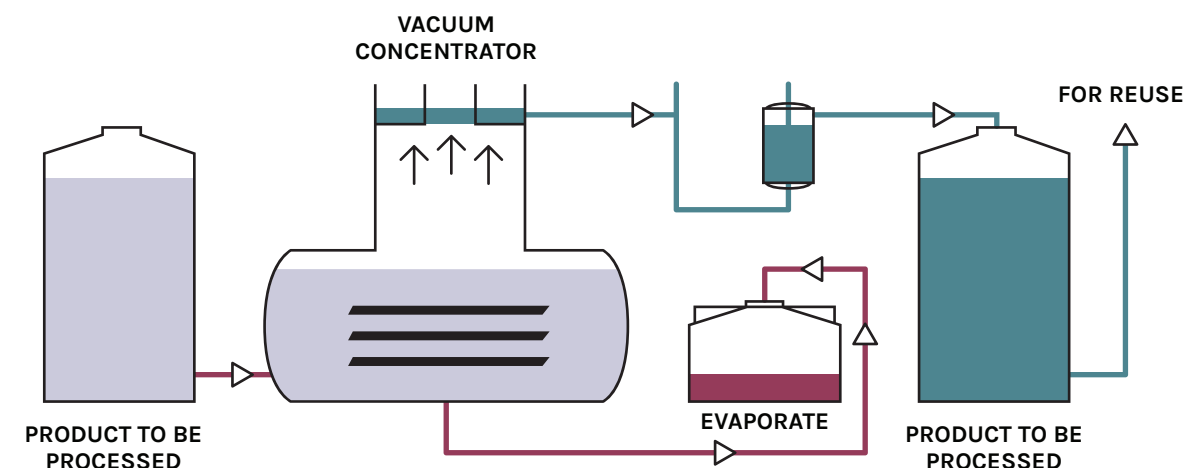 VACUUM
CONCENTRATOR
FOR REUSE
EVAPORATE
PRODUCT TO BE
PROCESSED
PRODUCT TO BE
PROCESSED